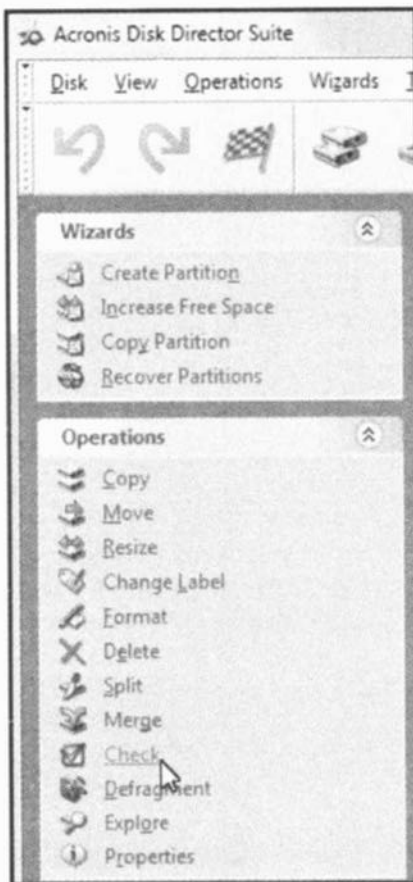 Acronis Disk Director Suite
Disk View Operations Wizards
Wizards
Create Partition
Increase Free Space
Copy Partition
Recover Partitions
Operations
Copy
Move
Resize
Change Label
Format
Delete
Split
Merge
Check
Defragment
Explore
Properties